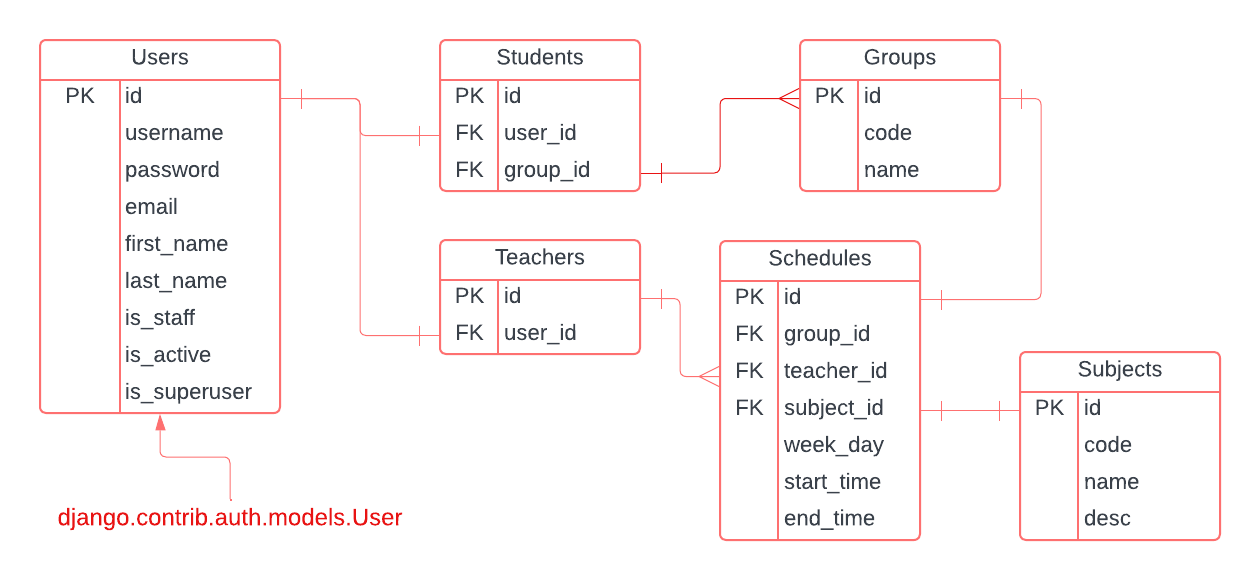 Users
PK id
username
password
email
first_name
last_name
is_staff
is_active
is_superuser
django.contrib.auth.models.User
Students
PK id
FK user_id
FK group_id
Teachers
PK id
FK user_id
Groups
PK id
code
name
Schedules
PK id
FK group_id
FK teacher_id
FK subject_id
week_day
start_time
end_time
Subjects
PK id
code
name
desc